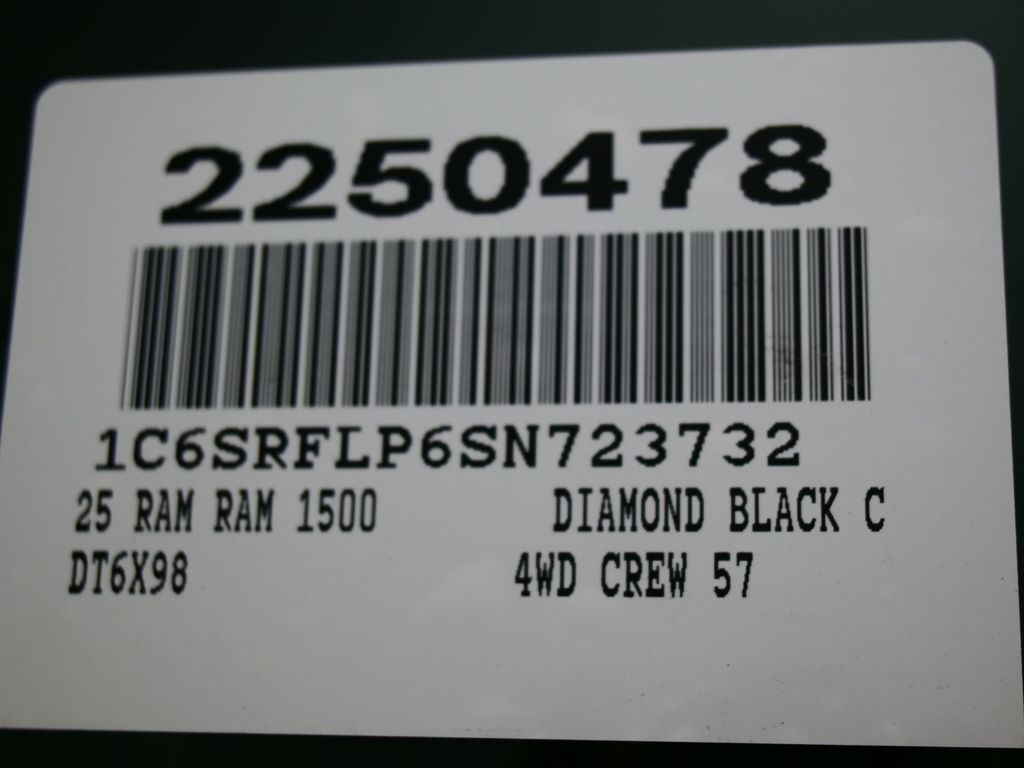 2250478
1C6SRFLP6SN723732
25 RAM RAM 1500 DIAMOND BLACK C
DT6X98 4WD CREW 57